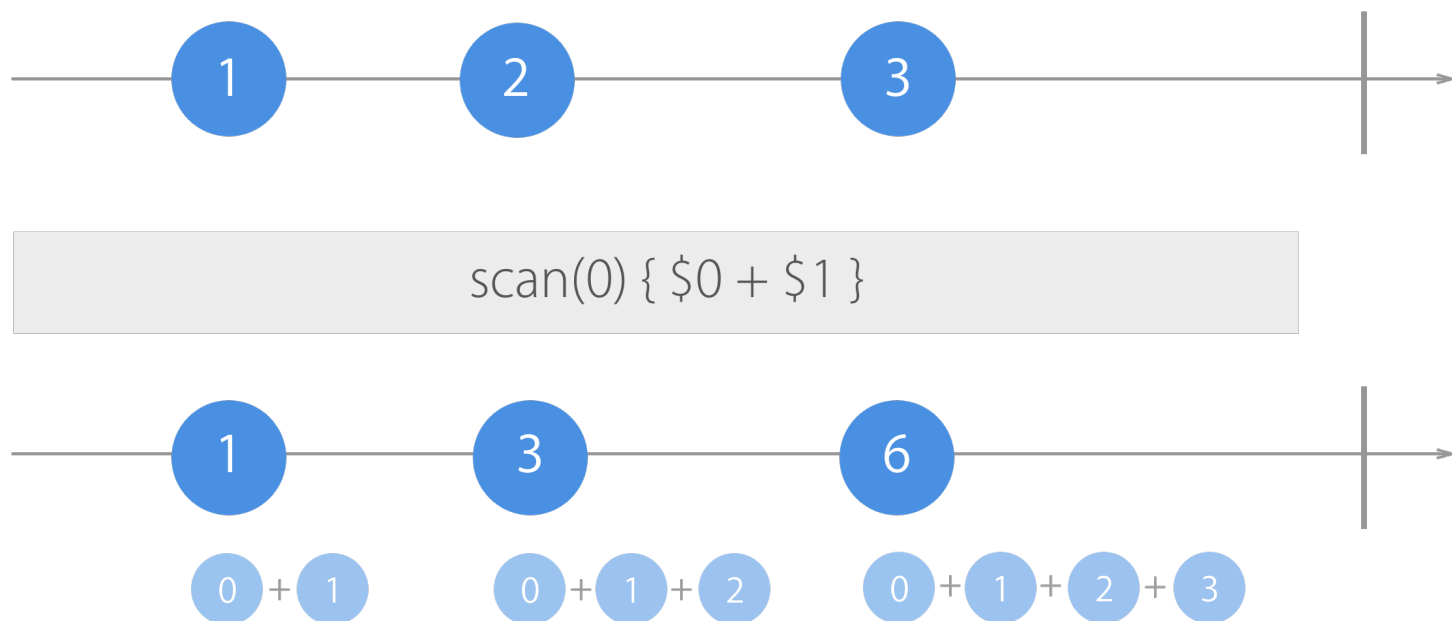 1 2 3
scan(0) { $0 + $1 }
1 3 6
0 + 1 0 + 1 + 2 0 + 1 + 2 + 3